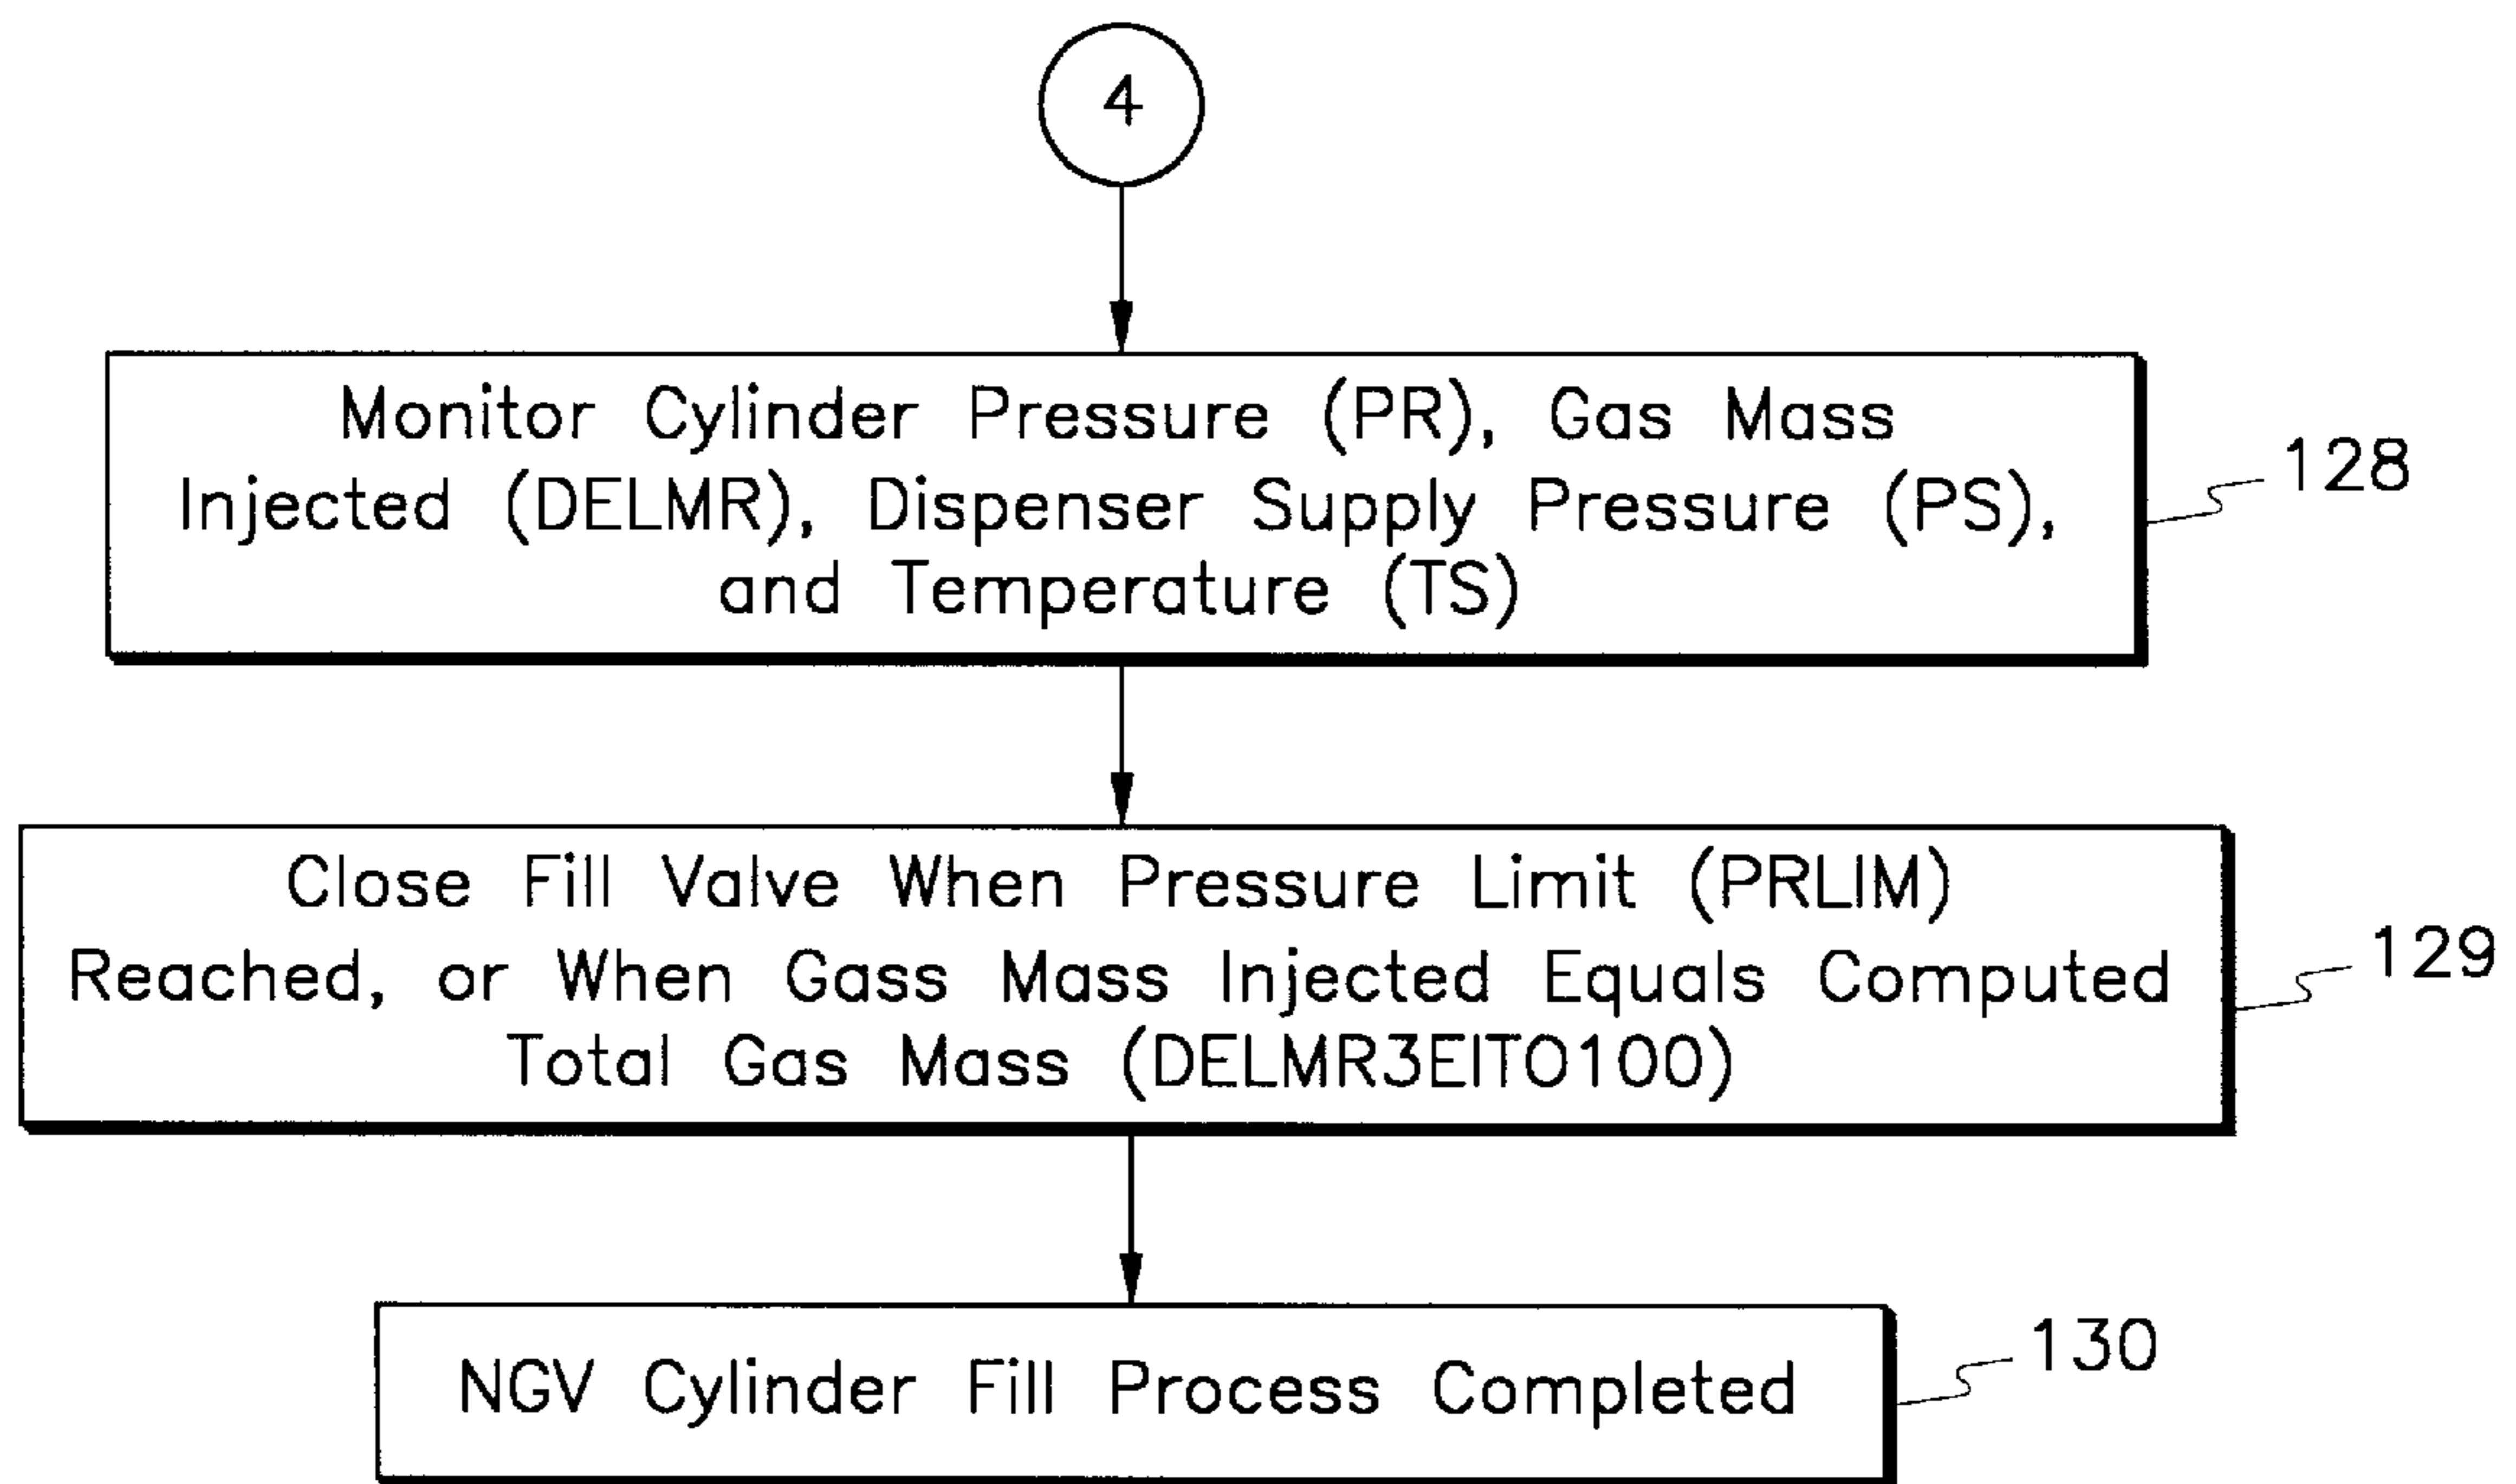 4
Monitor Cylinder Pressure (PR), Gas Mass
Injected (DELMR), Dispenser Supply Pressure (PS),
and Temperature (TS)
128
Close Fill Valve When Pressure Limit (PRLIM)
Reached, or When Gass Mass Injected Equals Computed
Total Gas Mass (DELMR3EITO100)
129
NGV Cylinder Fill Process Completed
130